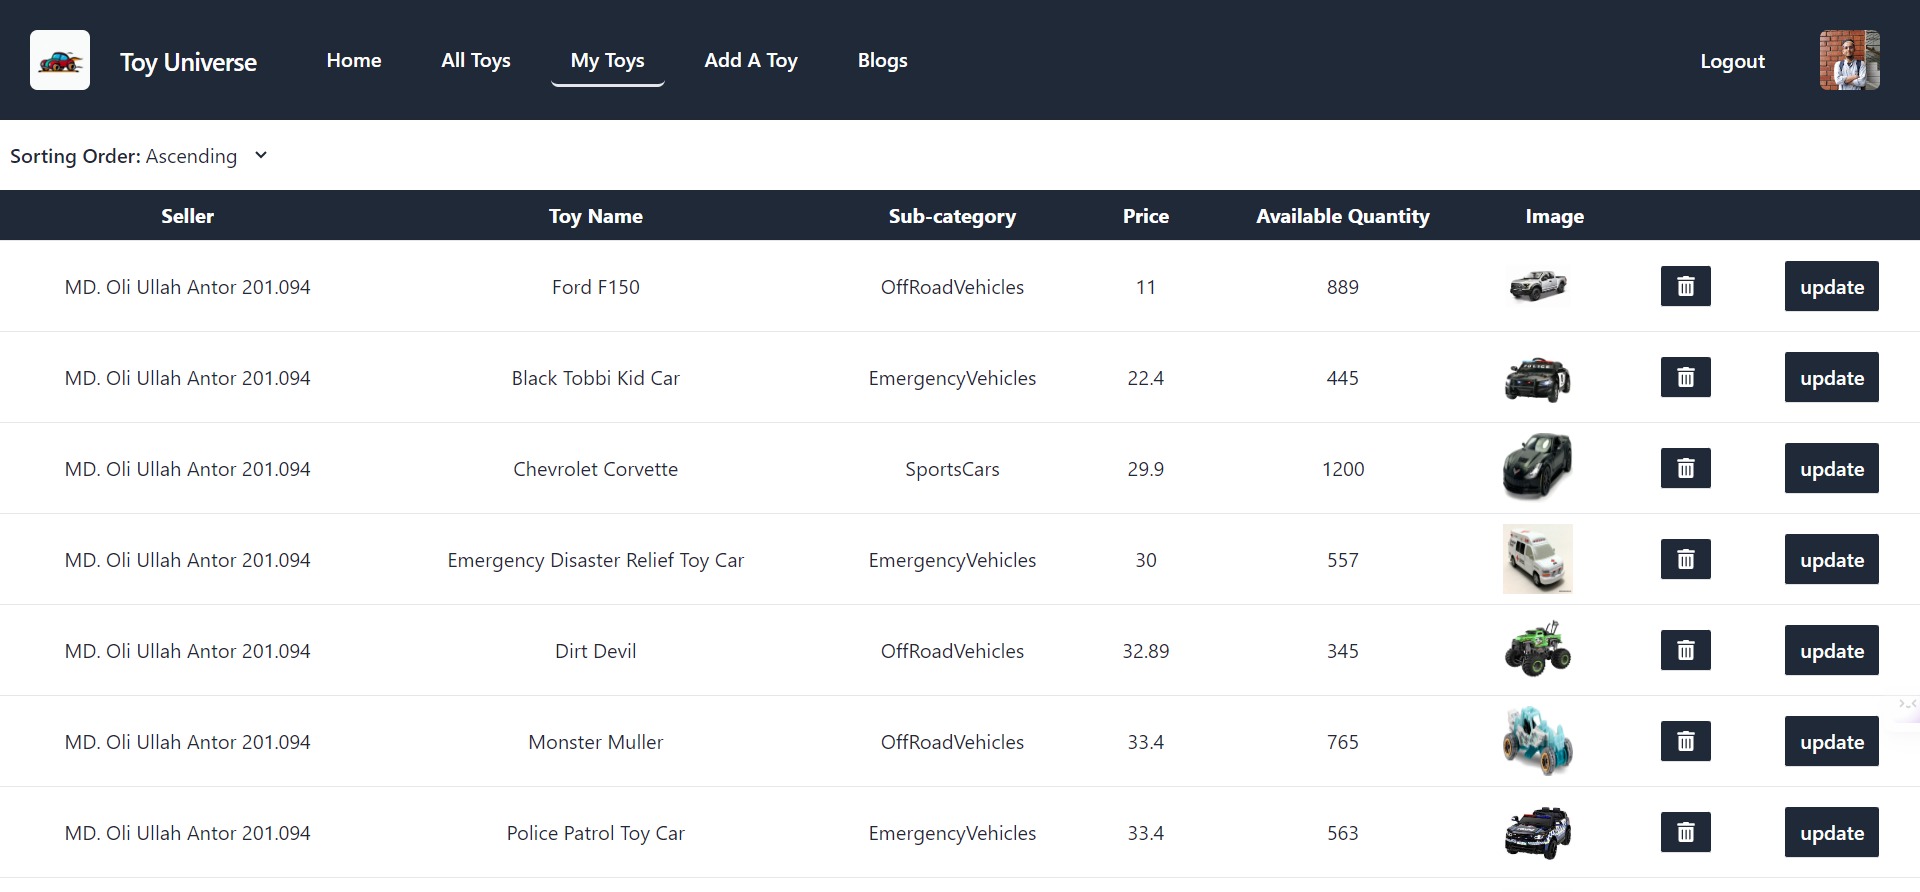 Toy Universe Home All Toys My Toys Add A Toy Blogs Logout
Sorting Order: Ascending
Seller Toy Name Sub-category Price Available Quantity Image
MD. Oli Ullah Antor 201.094 Ford F150 OffRoadVehicles 11 889 update
MD. Oli Ullah Antor 201.094 Black Tobbi Kid Car EmergencyVehicles 22.4 445 update
MD. Oli Ullah Antor 201.094 Chevrolet Corvette SportsCars 29.9 1200 update
MD. Oli Ullah Antor 201.094 Emergency Disaster Relief Toy Car EmergencyVehicles 30 557 update
MD. Oli Ullah Antor 201.094 Dirt Devil OffRoadVehicles 32.89 345 update
MD. Oli Ullah Antor 201.094 Monster Muller OffRoadVehicles 33.4 765 update
MD. Oli Ullah Antor 201.094 Police Patrol Toy Car EmergencyVehicles 33.4 563 update